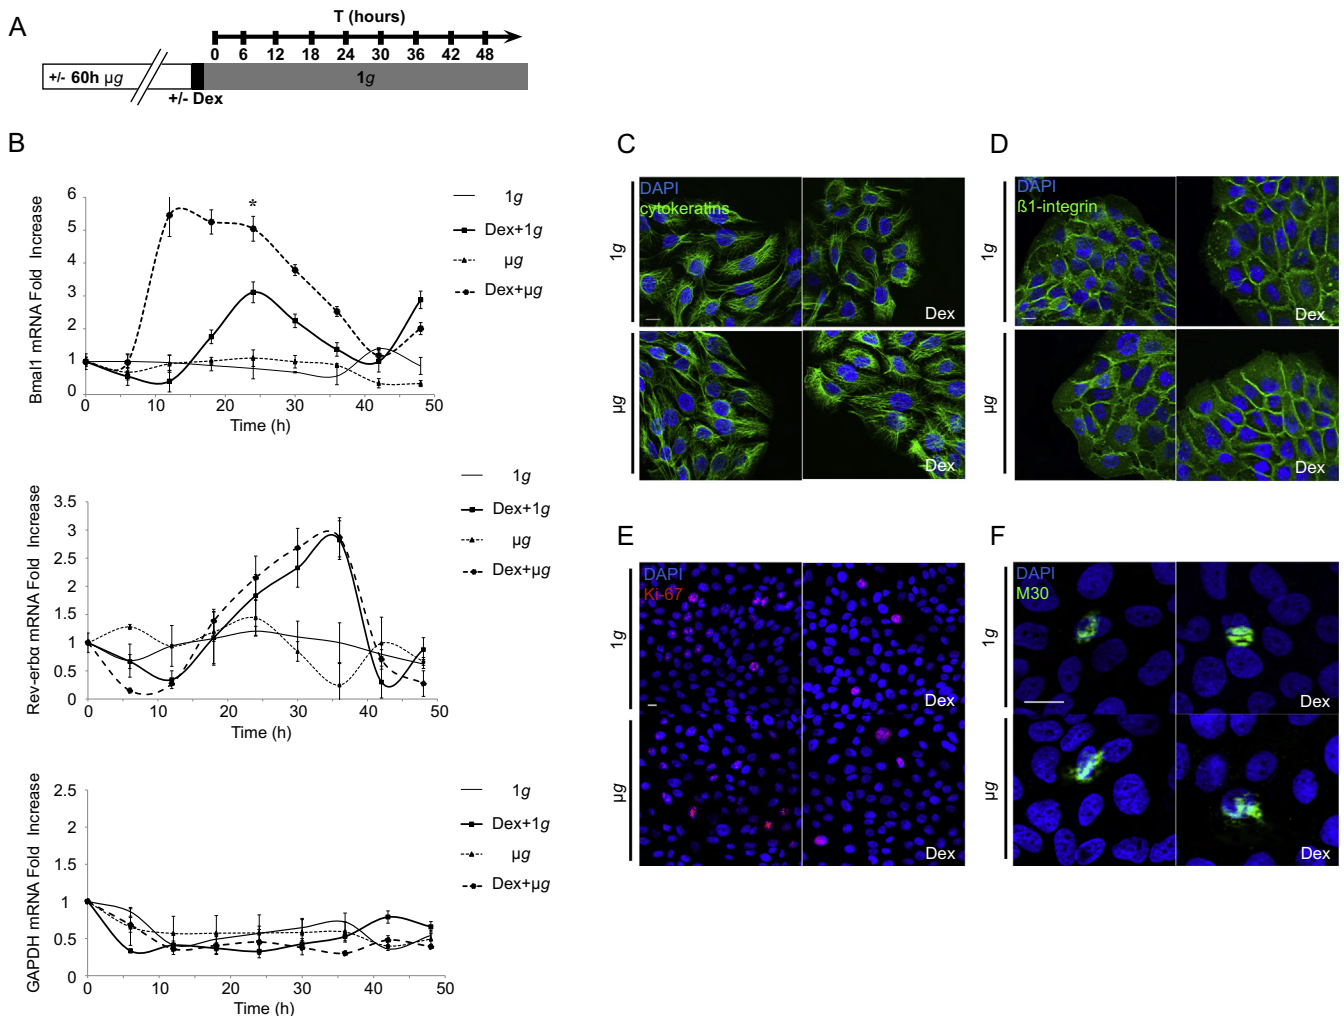 A
T (hours)
0 6 12 18 24 30 36 42 48
+/- 60h µg
1g
+/- Dex
B
Bmal1 mRNA Fold Increase
6
5
4
3
2
1
0
0 10 20 30 40 50
Time (h)
*
1g
Dex+1g
µg
Dex+µg
Rev-erbα mRNA Fold Increase
3.5
3
2.5
2
1.5
1
0.5
0
0 10 20 30 40 50
Time (h)
1g
Dex+1g
µg
Dex+µg
GAPDH mRNA Fold Increase
2.5
2
1.5
1
0.5
0
0 10 20 30 40 50
Time (h)
1g
Dex+1g
µg
Dex+µg
C
DAPI
cytokeratins
1g
Dex
µg
Dex
D
DAPI
ß1-integrin
1g
Dex
µg
Dex
E
DAPI
Ki-67
1g
Dex
µg
Dex
F
DAPI
M30
1g
Dex
µg
Dex